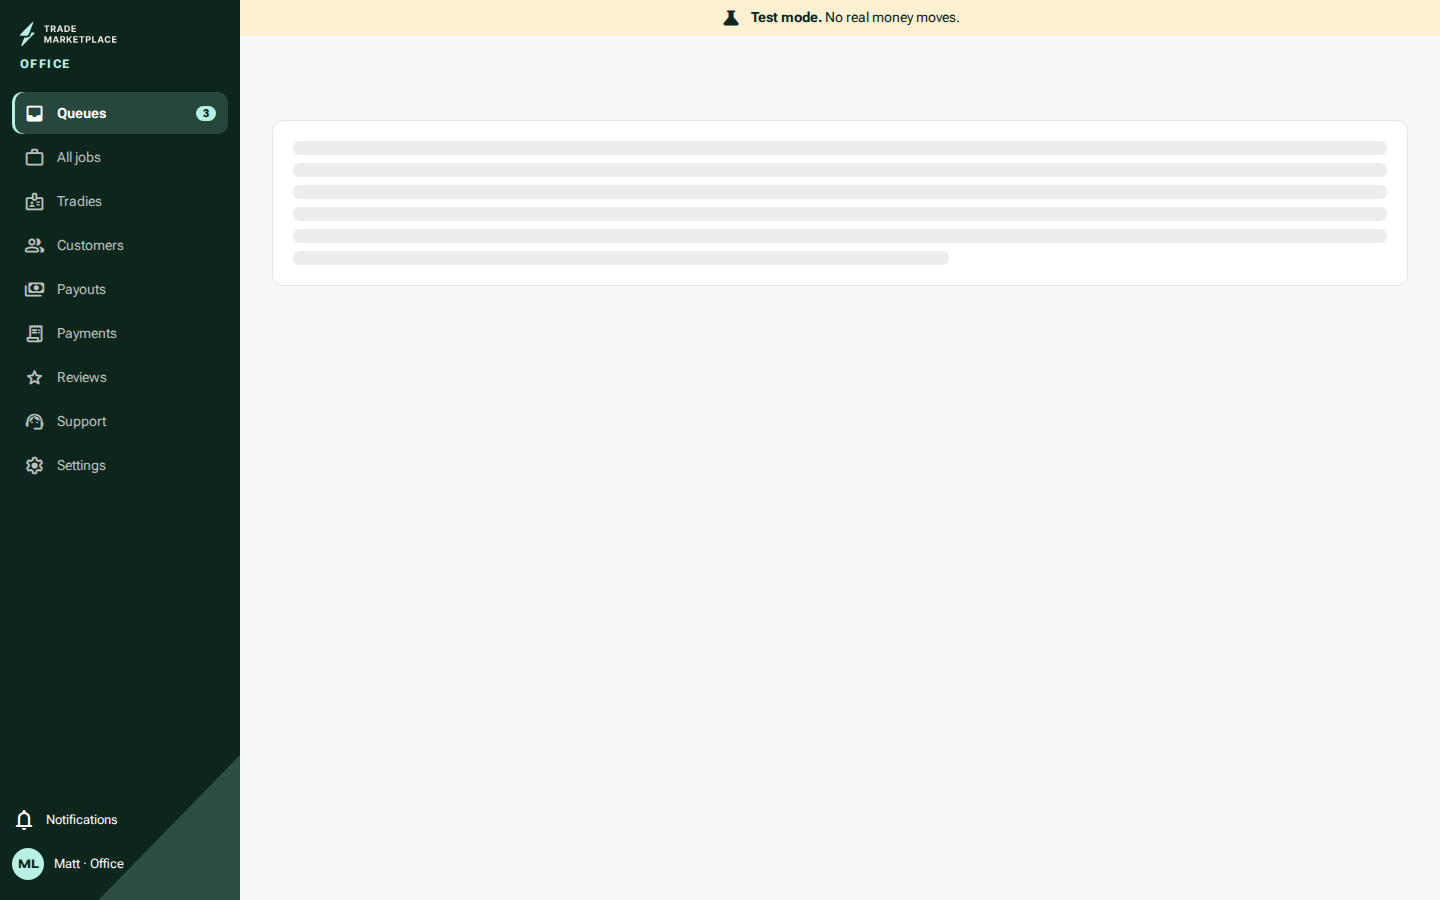 TRADE
MARKETPLACE
OFFICE
Queues 3
All jobs
Tradies
Customers
Payouts
Payments
Reviews
Support
Settings
Notifications
ML Matt · Office
Test mode. No real money moves.